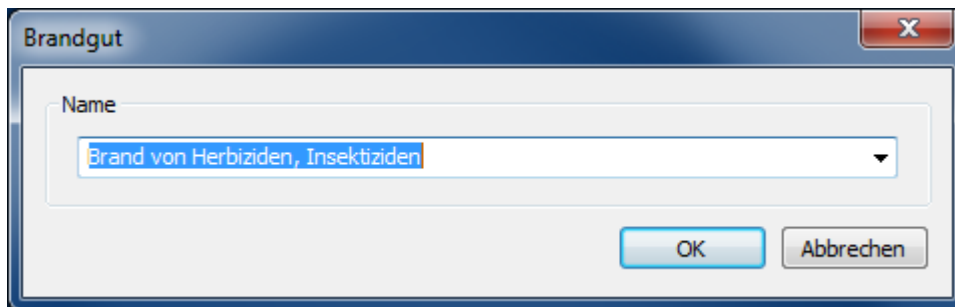 Brandgut
Name
Brand von Herbiziden, Insektiziden
OK
Abbrechen